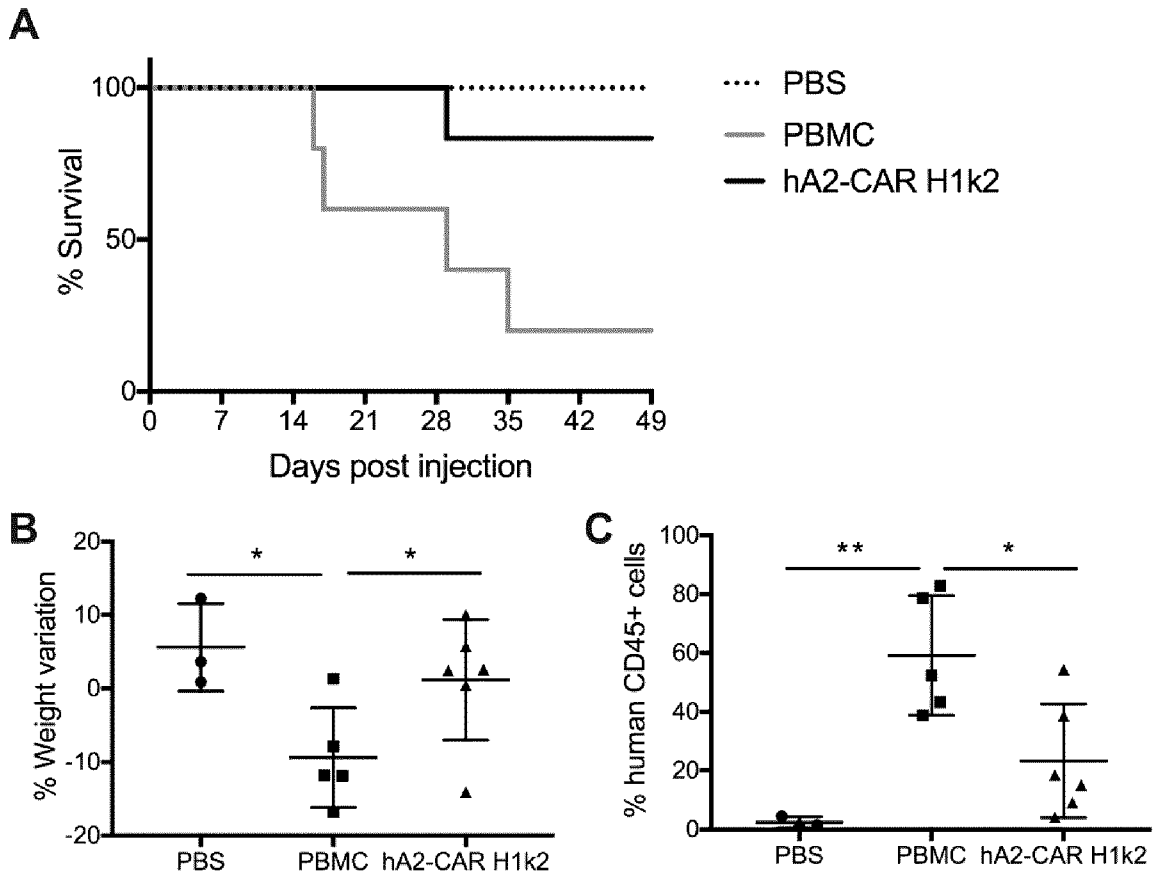 A
% Survival
100
50
0
0 7 14 21 28 35 42 49
Days post injection
PBS
PBMC
hA2-CAR H1k2
B
% Weight variation
20
10
0
-10
-20
* *
PBS PBMC hA2-CAR H1k2
C
% human CD45+ cells
100
80
60
40
20
0
** *
PBS PBMC hA2-CAR H1k2